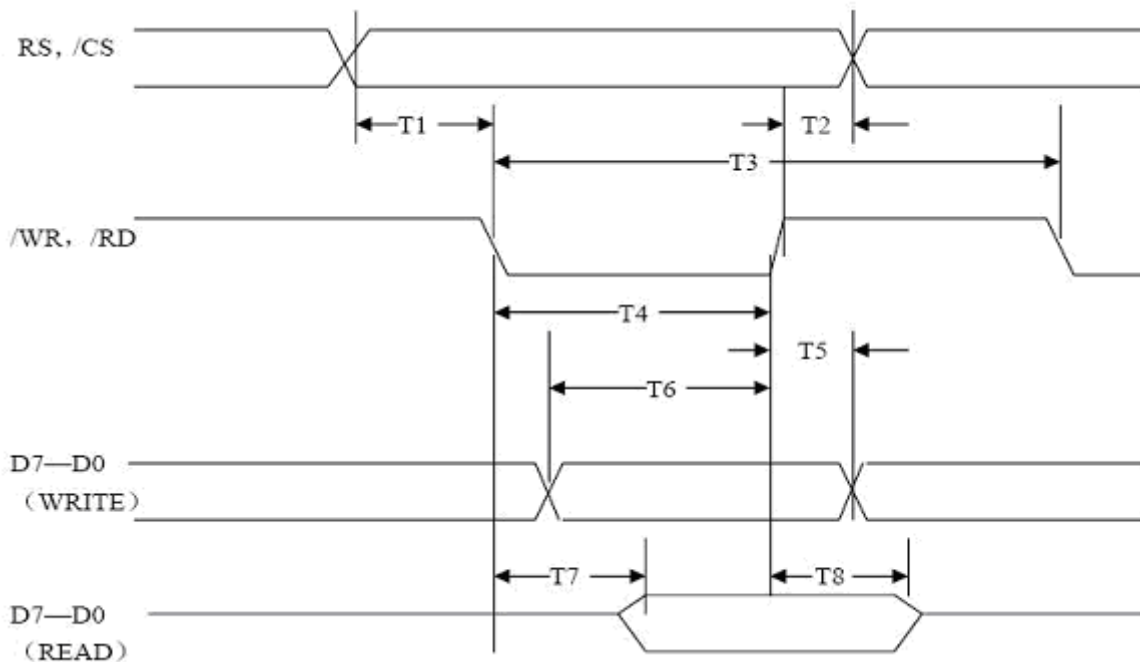 RS，/CS
T1
T2
T3
/WR，/RD
T4
T5
T6
D7—D0
（WRITE）
T7
T8
D7—D0
（READ）